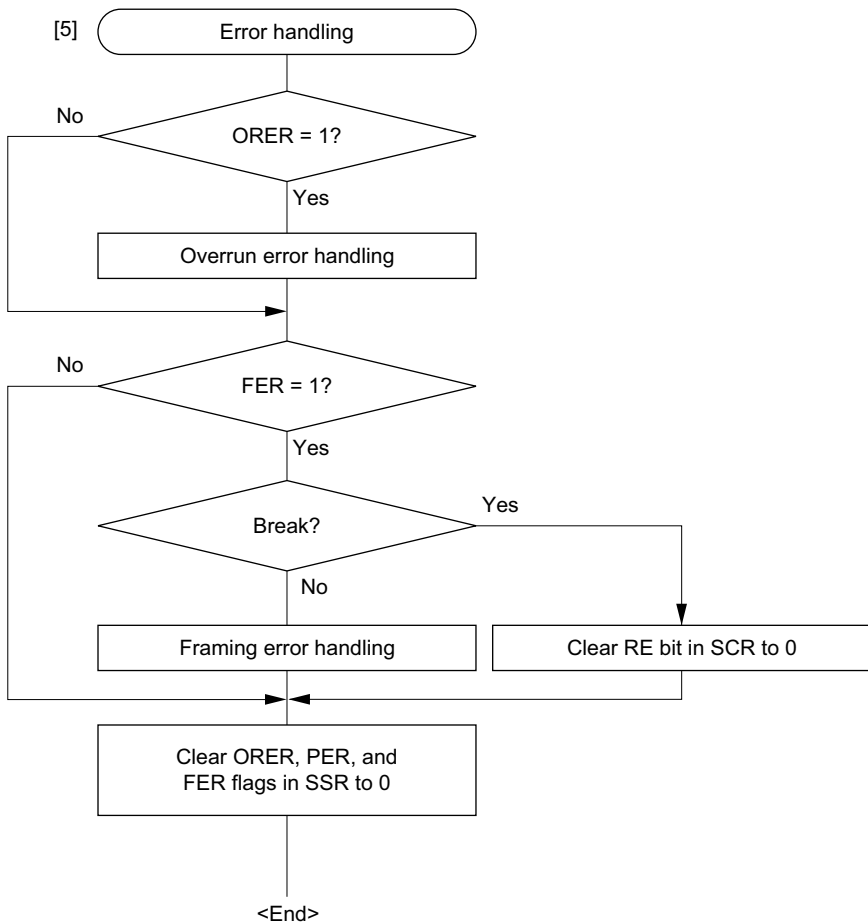 [5]
Error handling
No
ORER = 1?
Yes
Overrun error handling
No
FER = 1?
Yes
Break?
Yes
No
Framing error handling
Clear RE bit in SCR to 0
Clear ORER, PER, and
FER flags in SSR to 0
<End>